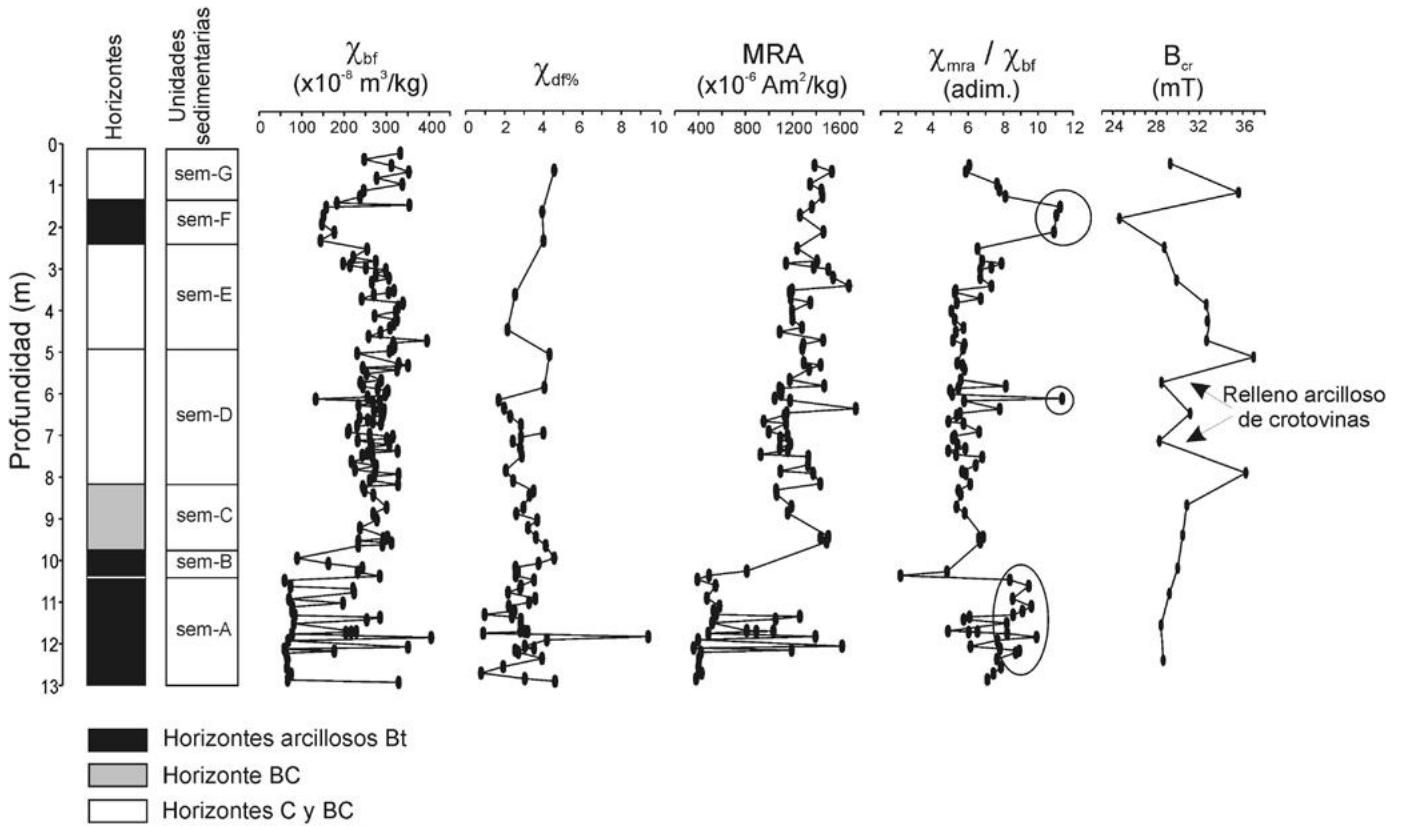 Horizontes
Unidades
sedimentarias
χbf
(x10⁻⁸ m³/kg)
χdf%
MRA
(x10⁻⁶ Am²/kg)
χmra / χbf
(adim.)
Bcr
(mT)
0 100 200 300 400
0 2 4 6 8 10
400 800 1200 1600
2 4 6 8 10 12
24 28 32 36
Profundidad (m)
0
1
2
3
4
5
6
7
8
9
10
11
12
13
sem-G
sem-F
sem-E
sem-D
sem-C
sem-B
sem-A
Relleno arcilloso
de crotovinas
Horizontes arcillosos Bt
Horizonte BC
Horizontes C y BC